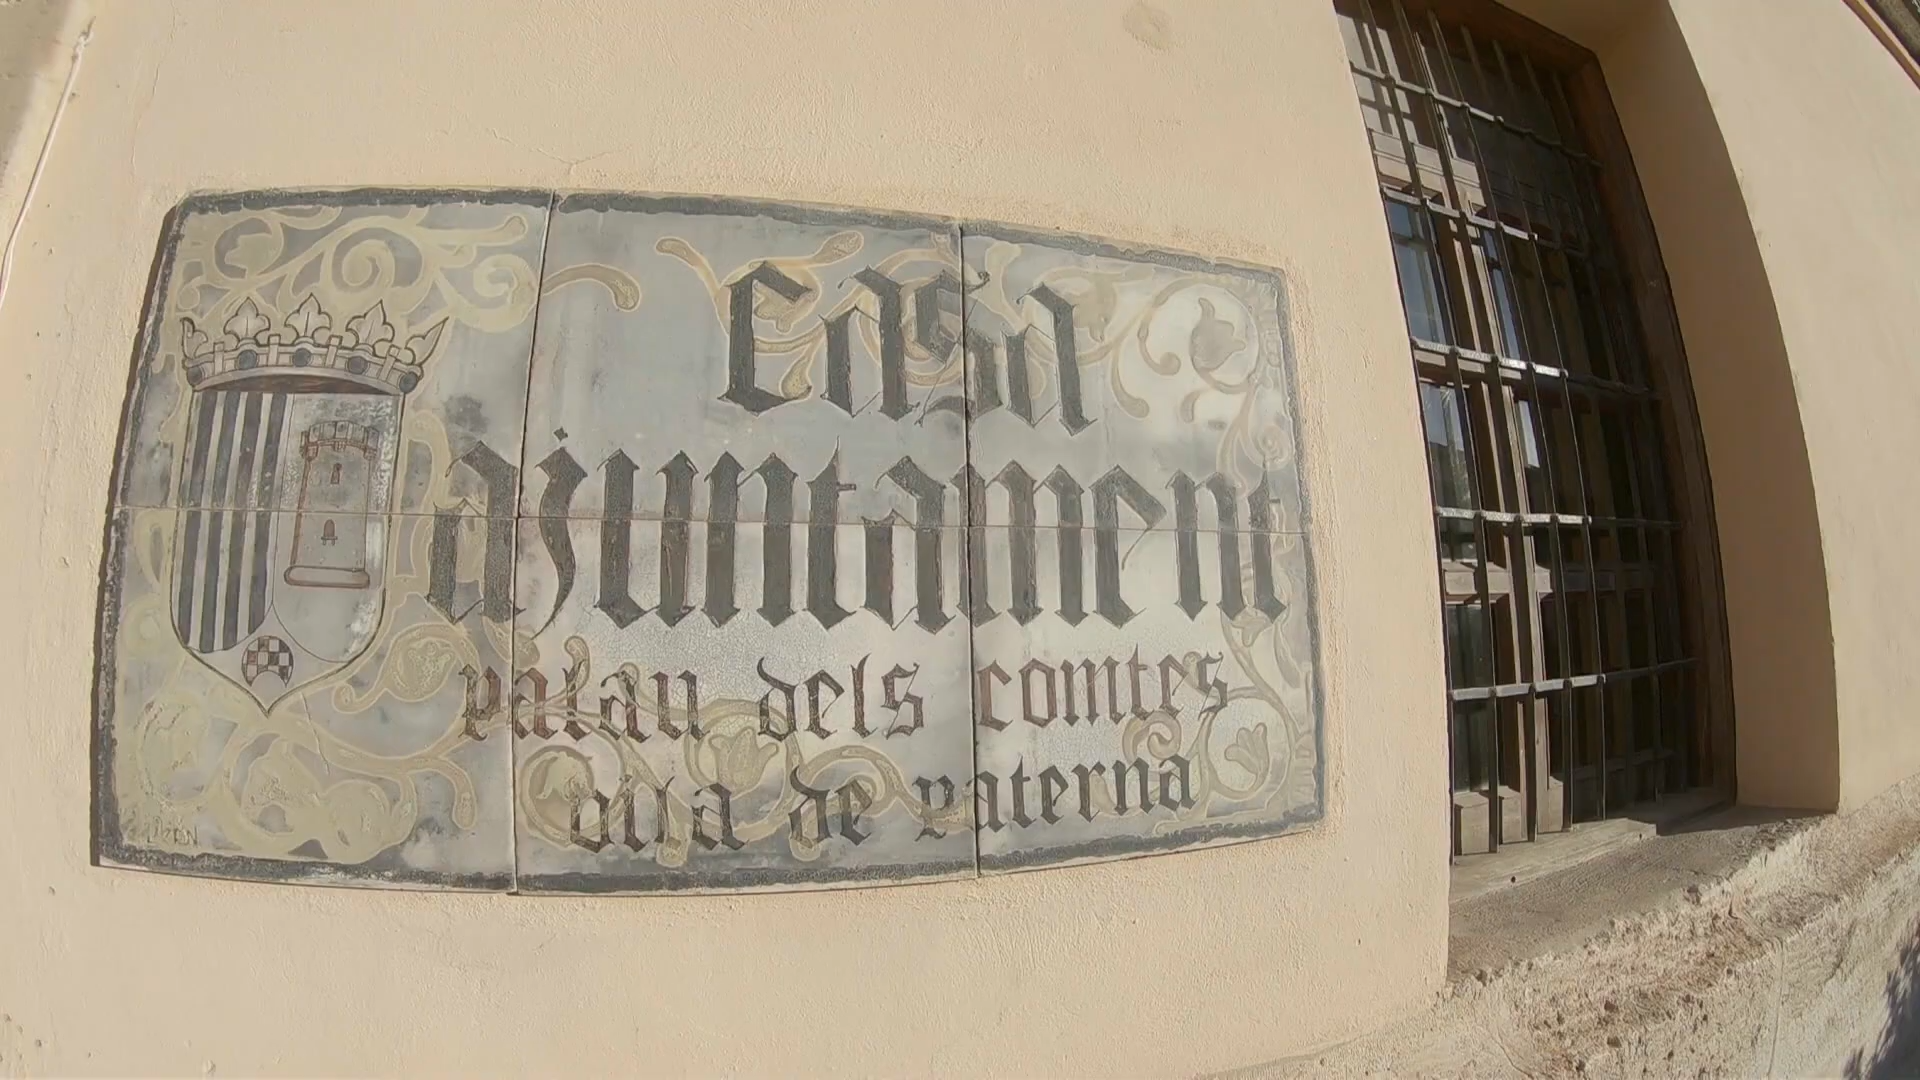 Casa
ajuntament
palau dels comtes
vila de paterna